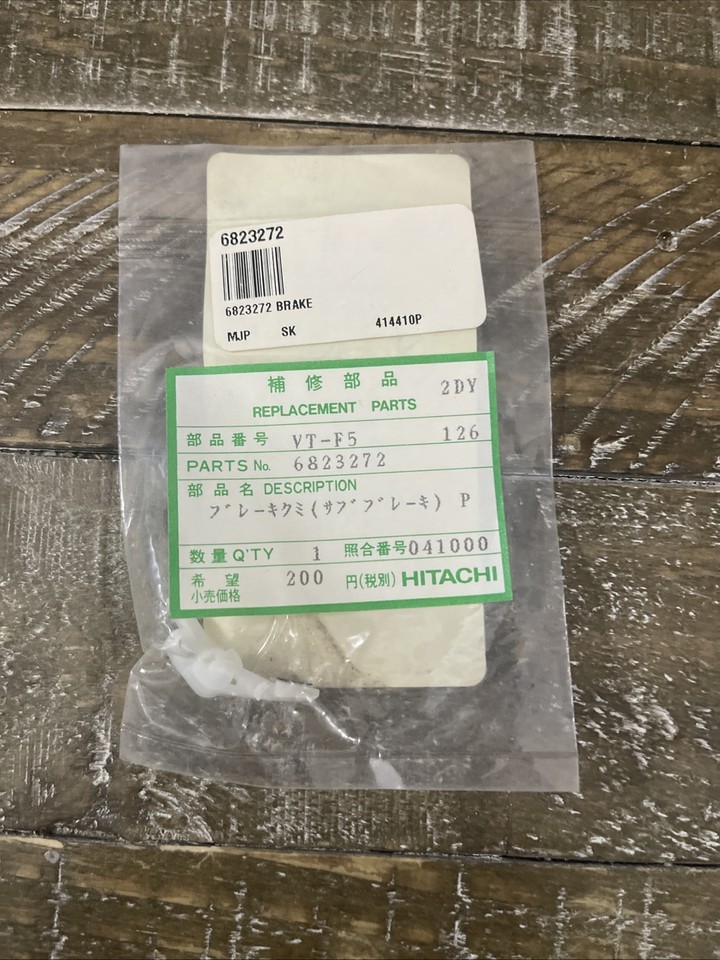 6823272
6823272 BRAKE
MJP SK 414410P
補修部品 2DY
REPLACEMENT PARTS
部品番号 VT-F5 126
PARTS No. 6823272
部品名 DESCRIPTION
ブレーキクミ(サブブレーキ) P
数量 Q'TY 1 照合番号 041000
希望小売価格 200 円(税別) HITACHI